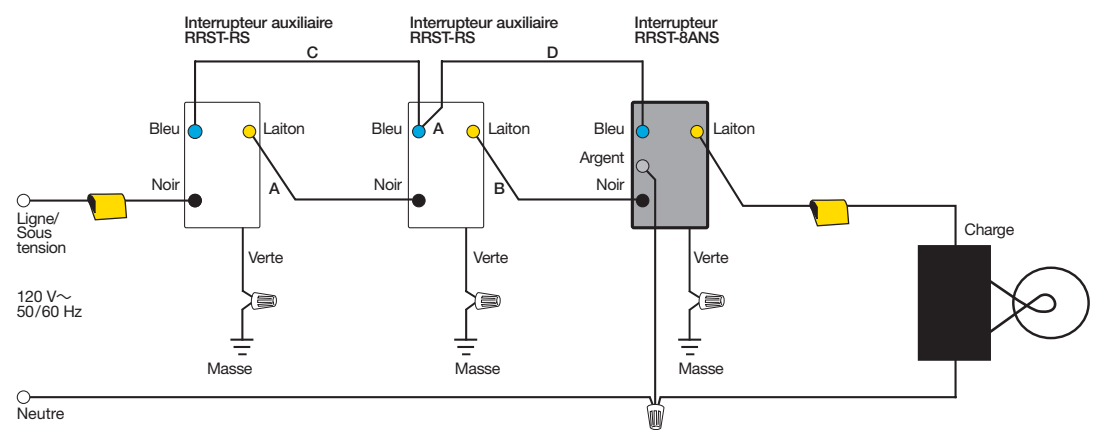 Interrupteur auxiliaire
RRST-RS
Interrupteur auxiliaire
RRST-RS
Interrupteur
RRST-8ANS
C
D
Bleu
Laiton
Bleu
A
Laiton
Bleu
Laiton
Argent
Noir
A
Noir
B
Noir
Ligne/
Sous
tension
Charge
Verte
Verte
Verte
120 V~
50/60 Hz
Masse
Masse
Masse
Neutre